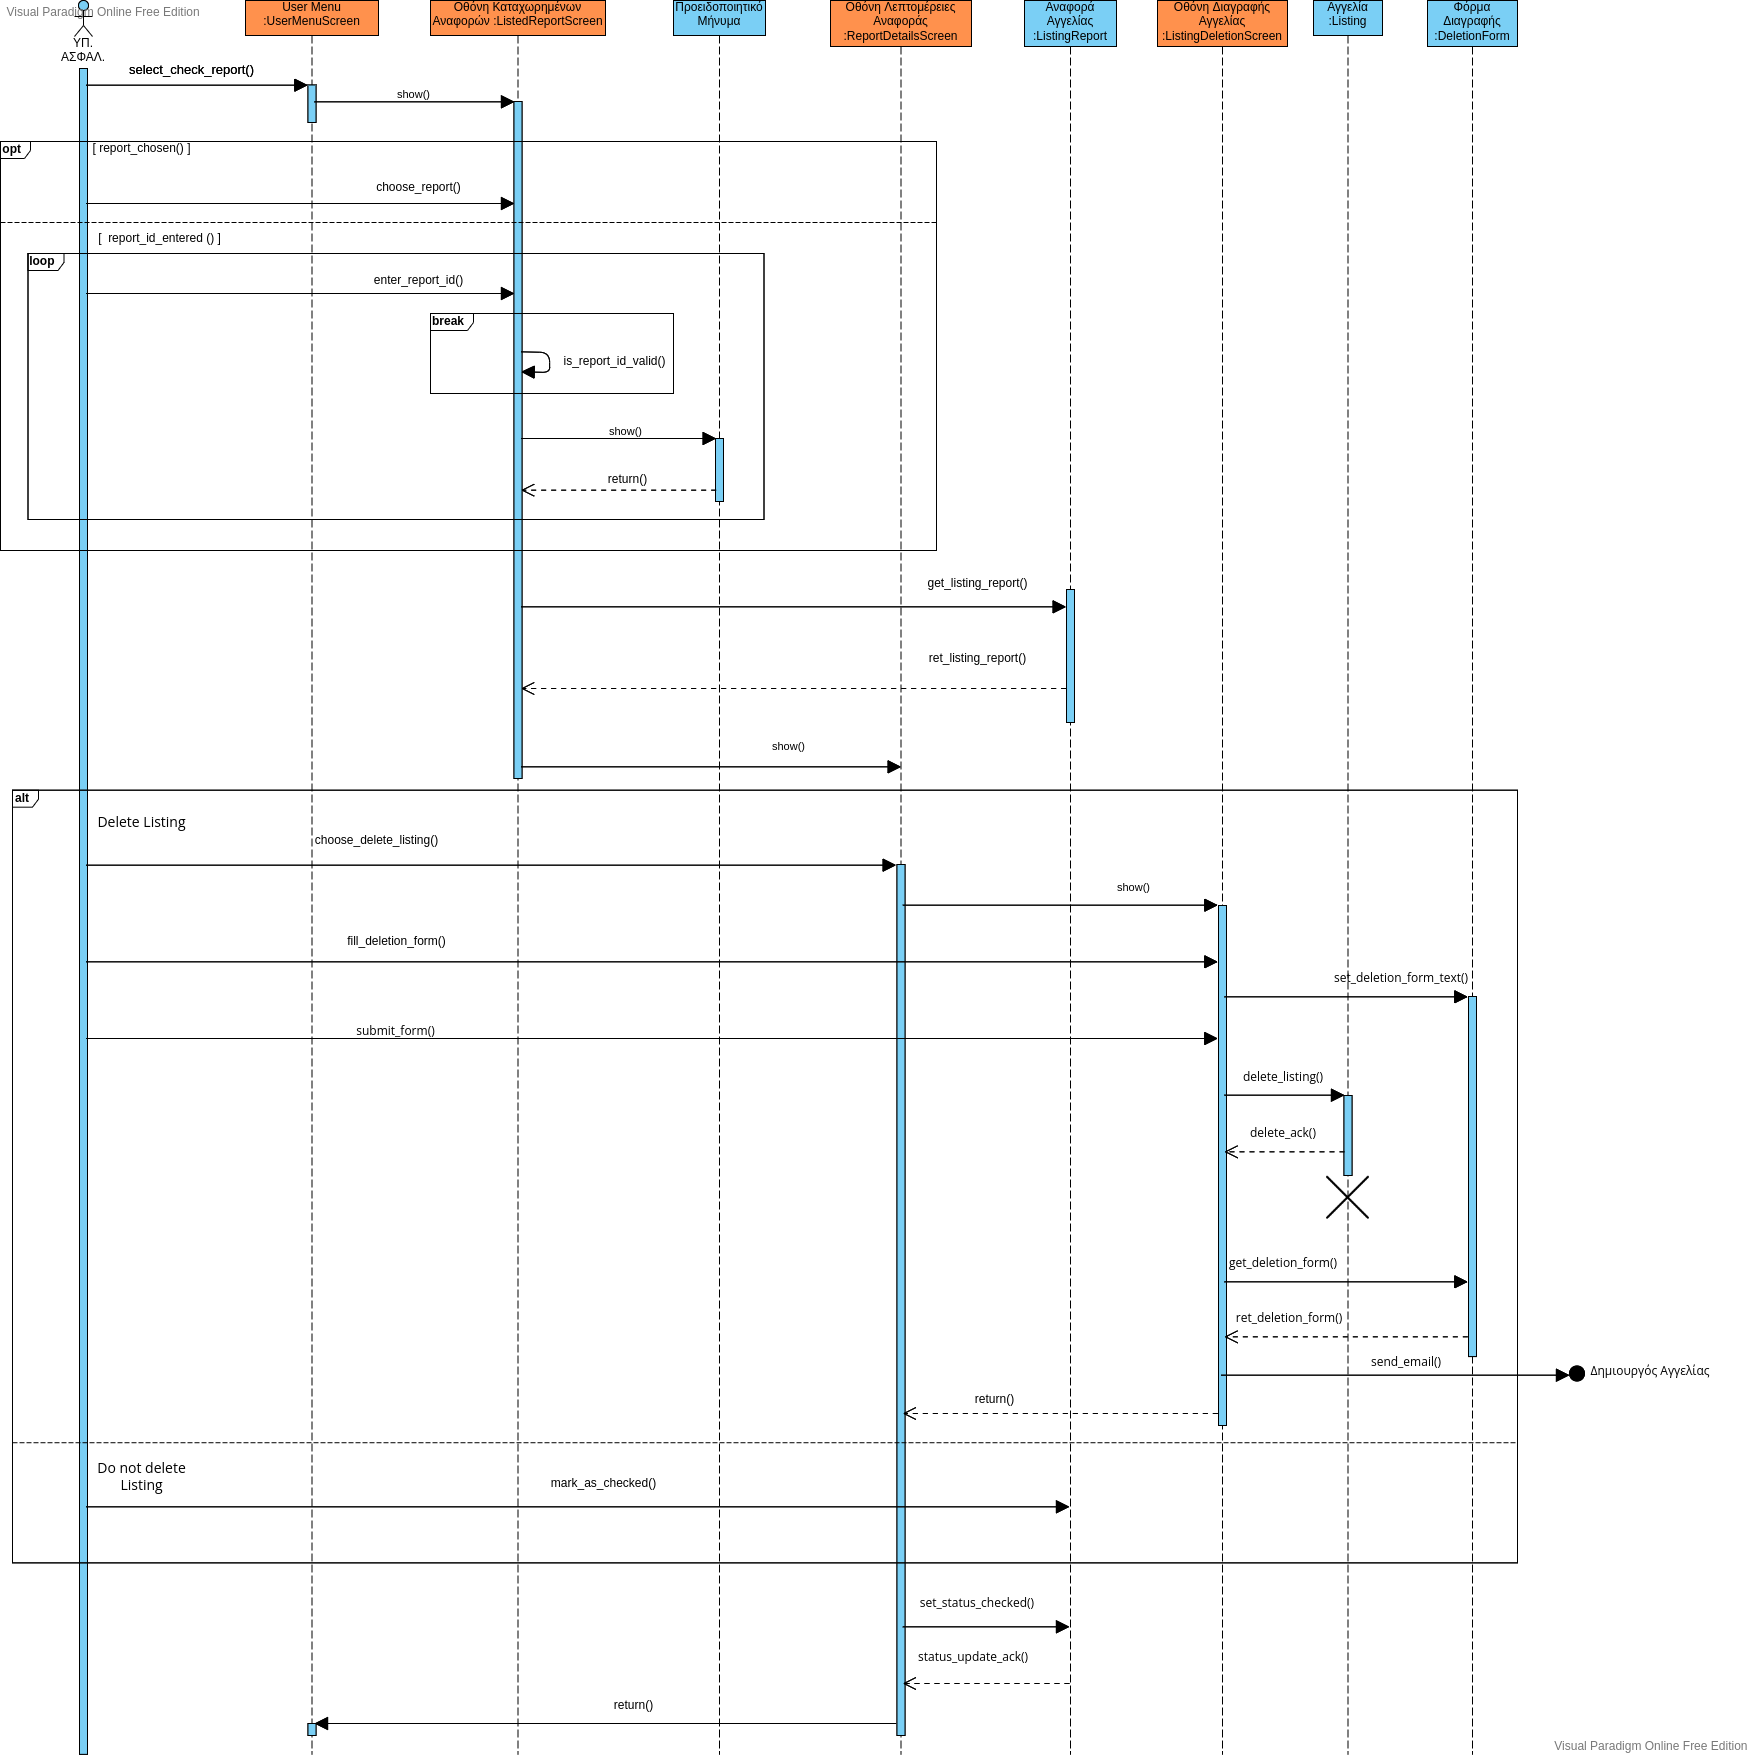 Visual Paradigm Online Free Edition
ΥΠ.
ΑΣΦΑΛ.
User Menu
:UserMenuScreen
Οθόνη Καταχωρημένων
Αναφορών :ListedReportScreen
Προειδοποιητικό
Μήνυμα
Οθόνη Λεπτομέρειες
Αναφοράς
:ReportDetailsScreen
Αναφορά
Αγγελίας
:ListingReport
Οθόνη Διαγραφής
Αγγελίας
:ListingDeletionScreen
Αγγελία
:Listing
Φόρμα
Διαγραφής
:DeletionForm
select_check_report()
show()
opt
[ report_chosen() ]
choose_report()
[ report_id_entered () ]
loop
enter_report_id()
break
is_report_id_valid()
show()
return()
get_listing_report()
ret_listing_report()
show()
alt
Delete Listing
choose_delete_listing()
show()
fill_deletion_form()
set_deletion_form_text()
submit_form()
delete_listing()
delete_ack()
get_deletion_form()
ret_deletion_form()
send_email()
Δημιουργός Αγγελίας
return()
Do not delete
Listing
mark_as_checked()
set_status_checked()
status_update_ack()
return()
Visual Paradigm Online Free Edition